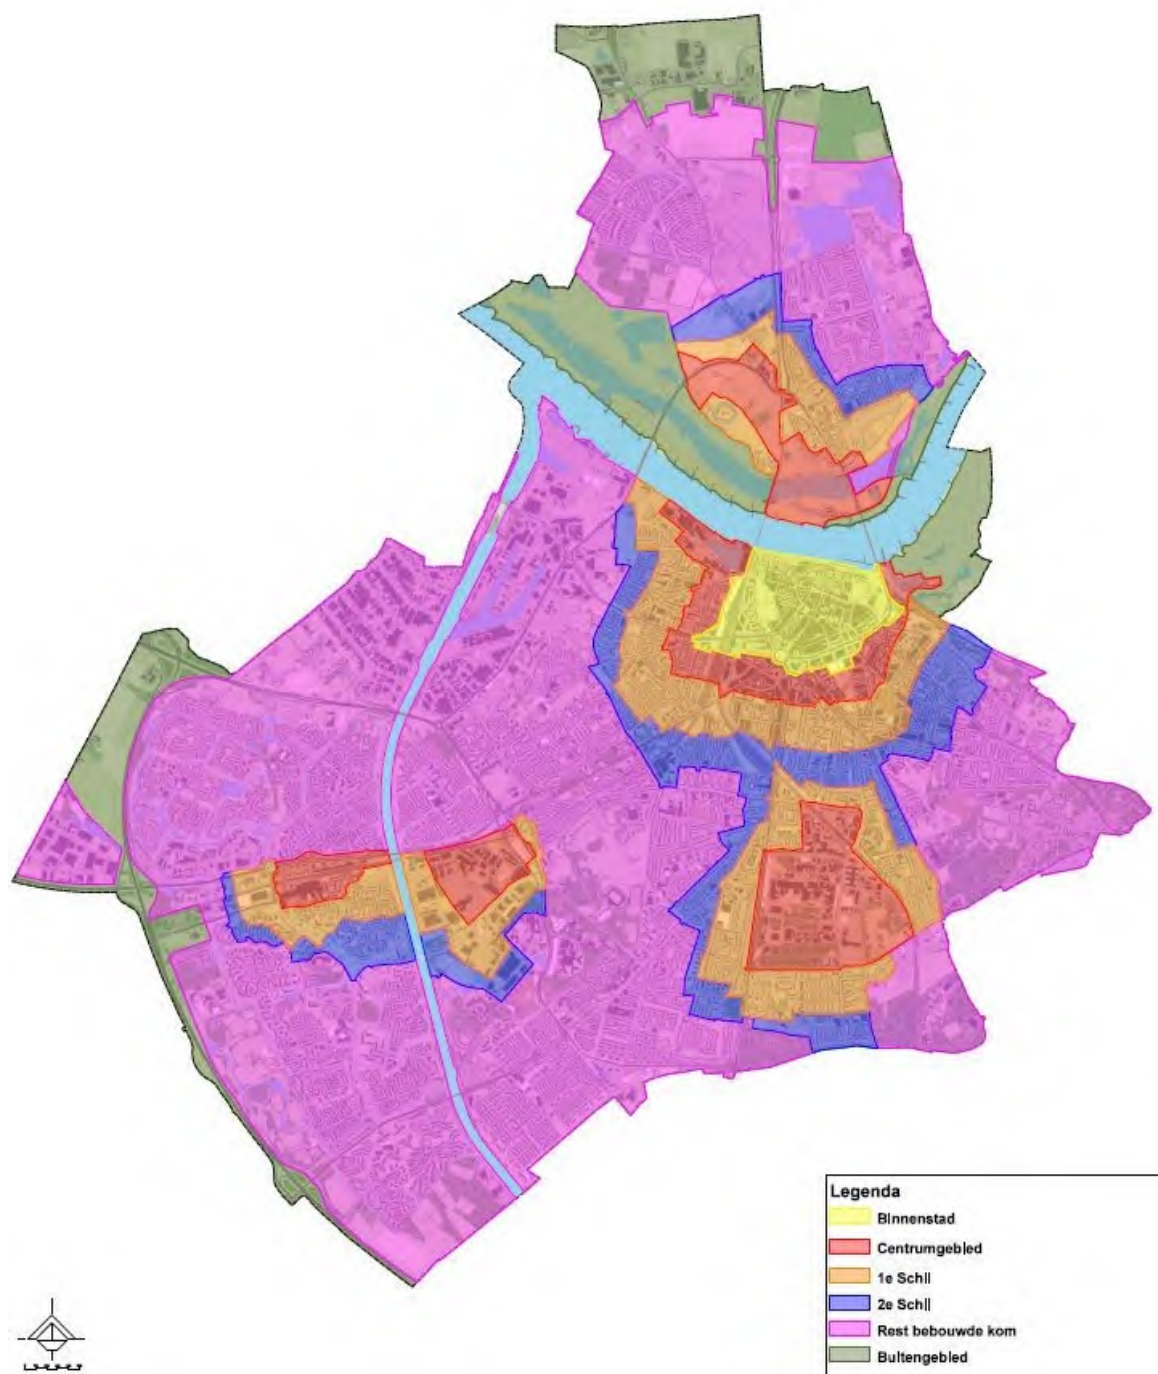 Legenda
Binnenstad
Centrumgebied
1e Schil
2e Schil
Rest bebouwde kom
Buitengebied